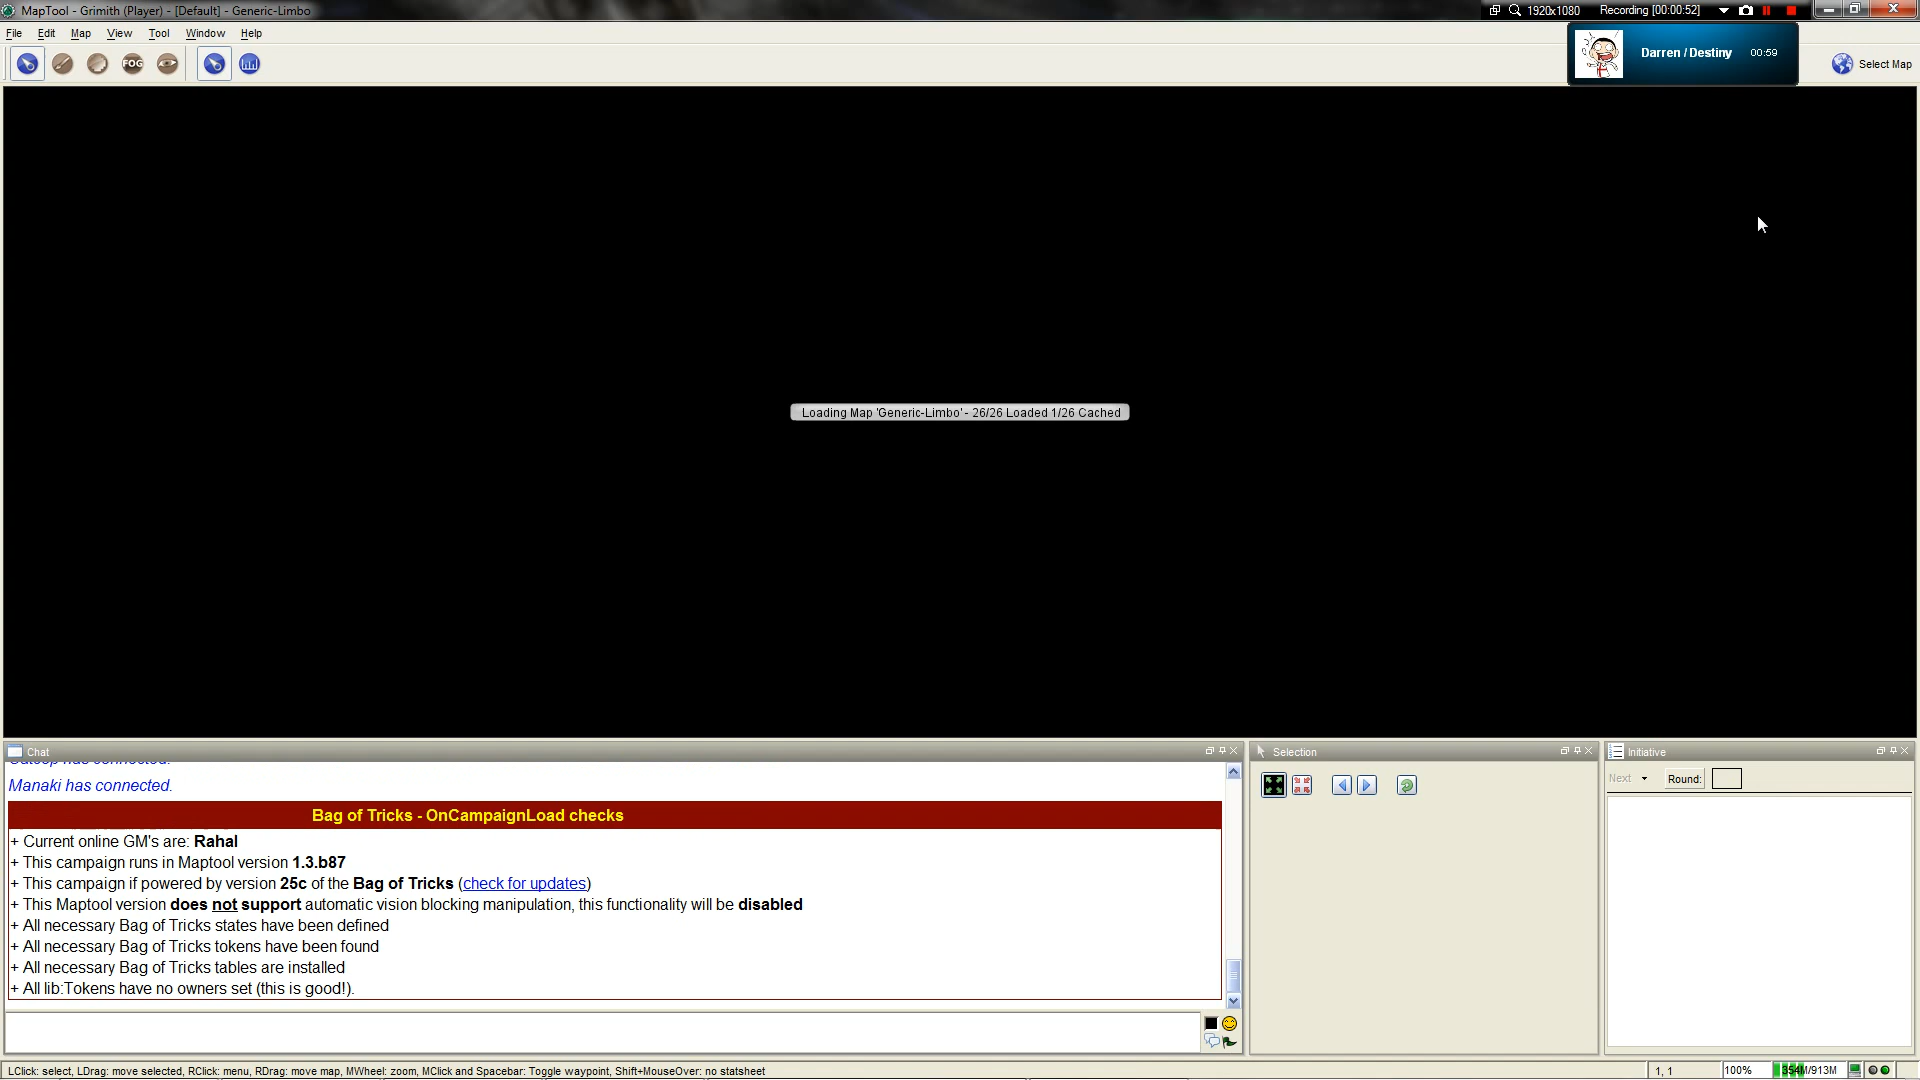 MapTool - Grimith (Player) - [Default] - Generic-Limbo
1920x1080 Recording [00:00:52]
File Edit Map View Tool Window Help
FOG
Darren / Destiny 00:59
Select Map
Loading Map 'Generic-Limbo' - 26/26 Loaded 1/26 Cached
Chat
has connected.
Manaki has connected.
Bag of Tricks - OnCampaignLoad checks
+ Current online GM's are: Rahal
+ This campaign runs in Maptool version 1.3.b87
+ This campaign if powered by version 25c of the Bag of Tricks (check for updates)
+ This Maptool version does not support automatic vision blocking manipulation, this functionality will be disabled
+ All necessary Bag of Tricks states have been defined
+ All necessary Bag of Tricks tokens have been found
+ All necessary Bag of Tricks tables are installed
+ All lib:Tokens have no owners set (this is good!).
Selection
Initiative
Next Round:
LClick: select, LDrag: move selected, RClick: menu, RDrag: move map, MWheel: zoom, MClick and Spacebar: Toggle waypoint, Shift+MouseOver: no statsheet
1, 1 100% 354M/913M